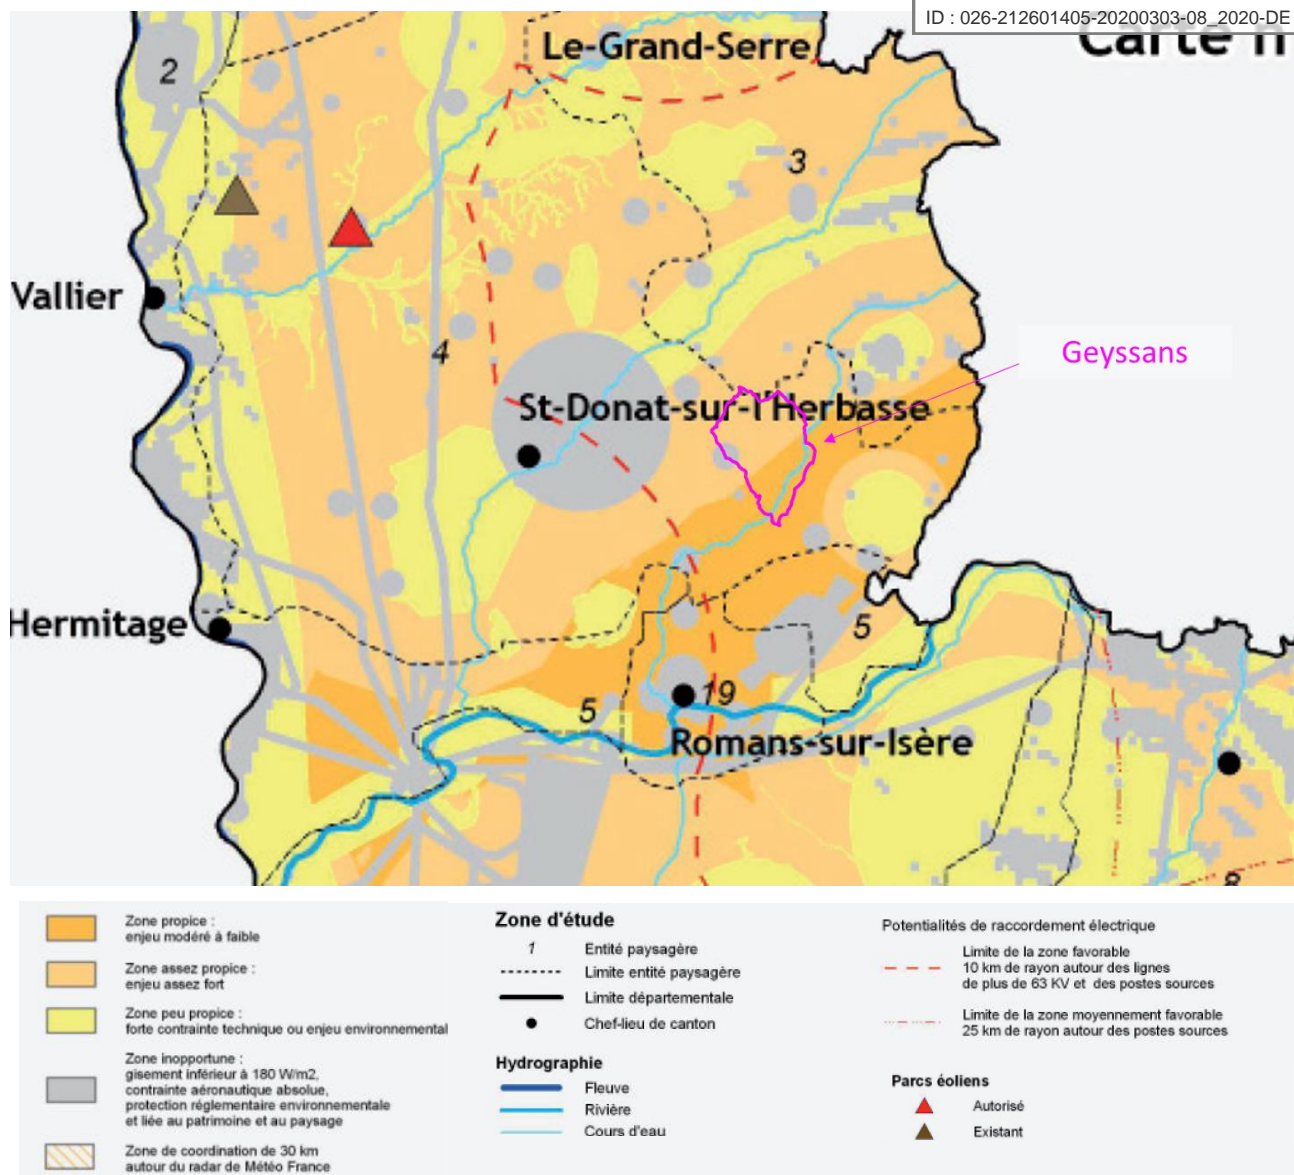 ID : 026-212601405-20200303-08_2020-DE
Carte n
Le-Grand-Serre
2
3
Vallier
4
Geyssans
St-Donat-sur-l'Herbasse
Hermitage
5
5
19
Romans-sur-Isère
8
Zone propice :
enjeu modéré à faible
Zone assez propice :
enjeu assez fort
Zone peu propice :
forte contrainte technique ou enjeu environnemental
Zone inopportune :
gisement inférieur à 180 W/m2,
contrainte aéronautique absolue,
protection réglementaire environnementale
et liée au patrimoine et au paysage
Zone de coordination de 30 km
autour du radar de Météo France
Zone d'étude
1 Entité paysagère
Limite entité paysagère
Limite départementale
Chef-lieu de canton
Hydrographie
Fleuve
Rivière
Cours d'eau
Potentialités de raccordement électrique
Limite de la zone favorable
10 km de rayon autour des lignes
de plus de 63 KV et des postes sources
Limite de la zone moyennement favorable
25 km de rayon autour des postes sources
Parcs éoliens
Autorisé
Existant